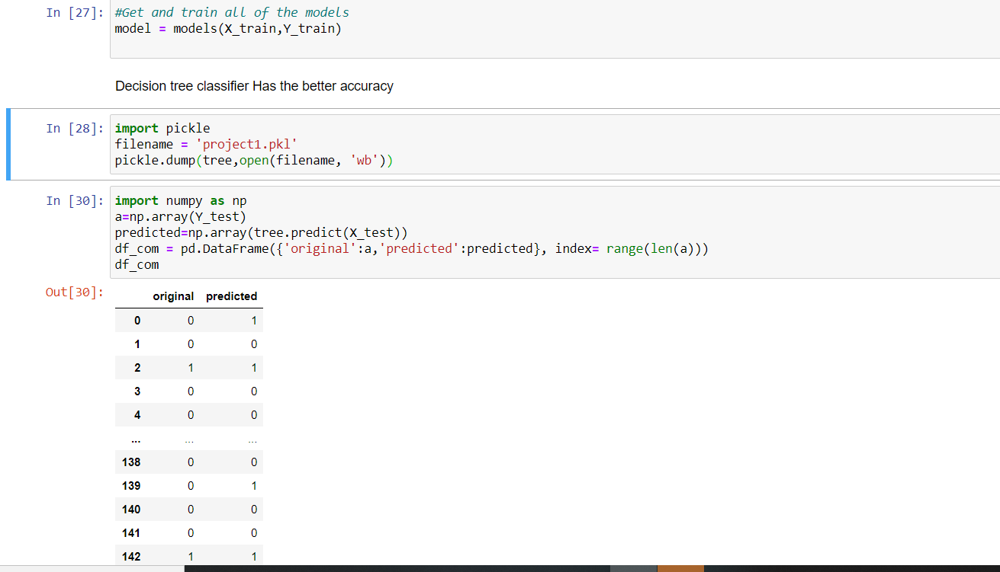 In [27]: #Get and train all of the models
model = models(X_train,Y_train)
Decision tree classifier Has the better accuracy
In [28]: import pickle
filename = 'project1.pkl'
pickle.dump(tree,open(filename, 'wb'))
In [30]: import numpy as np
a=np.array(Y_test)
predicted=np.array(tree.predict(X_test))
df_com = pd.DataFrame({'original':a,'predicted':predicted}, index= range(len(a)))
df_com
Out[30]:
original predicted
0 0 1
1 0 0
2 1 1
3 0 0
4 0 0
... ... ...
138 0 0
139 0 1
140 0 0
141 0 0
142 1 1